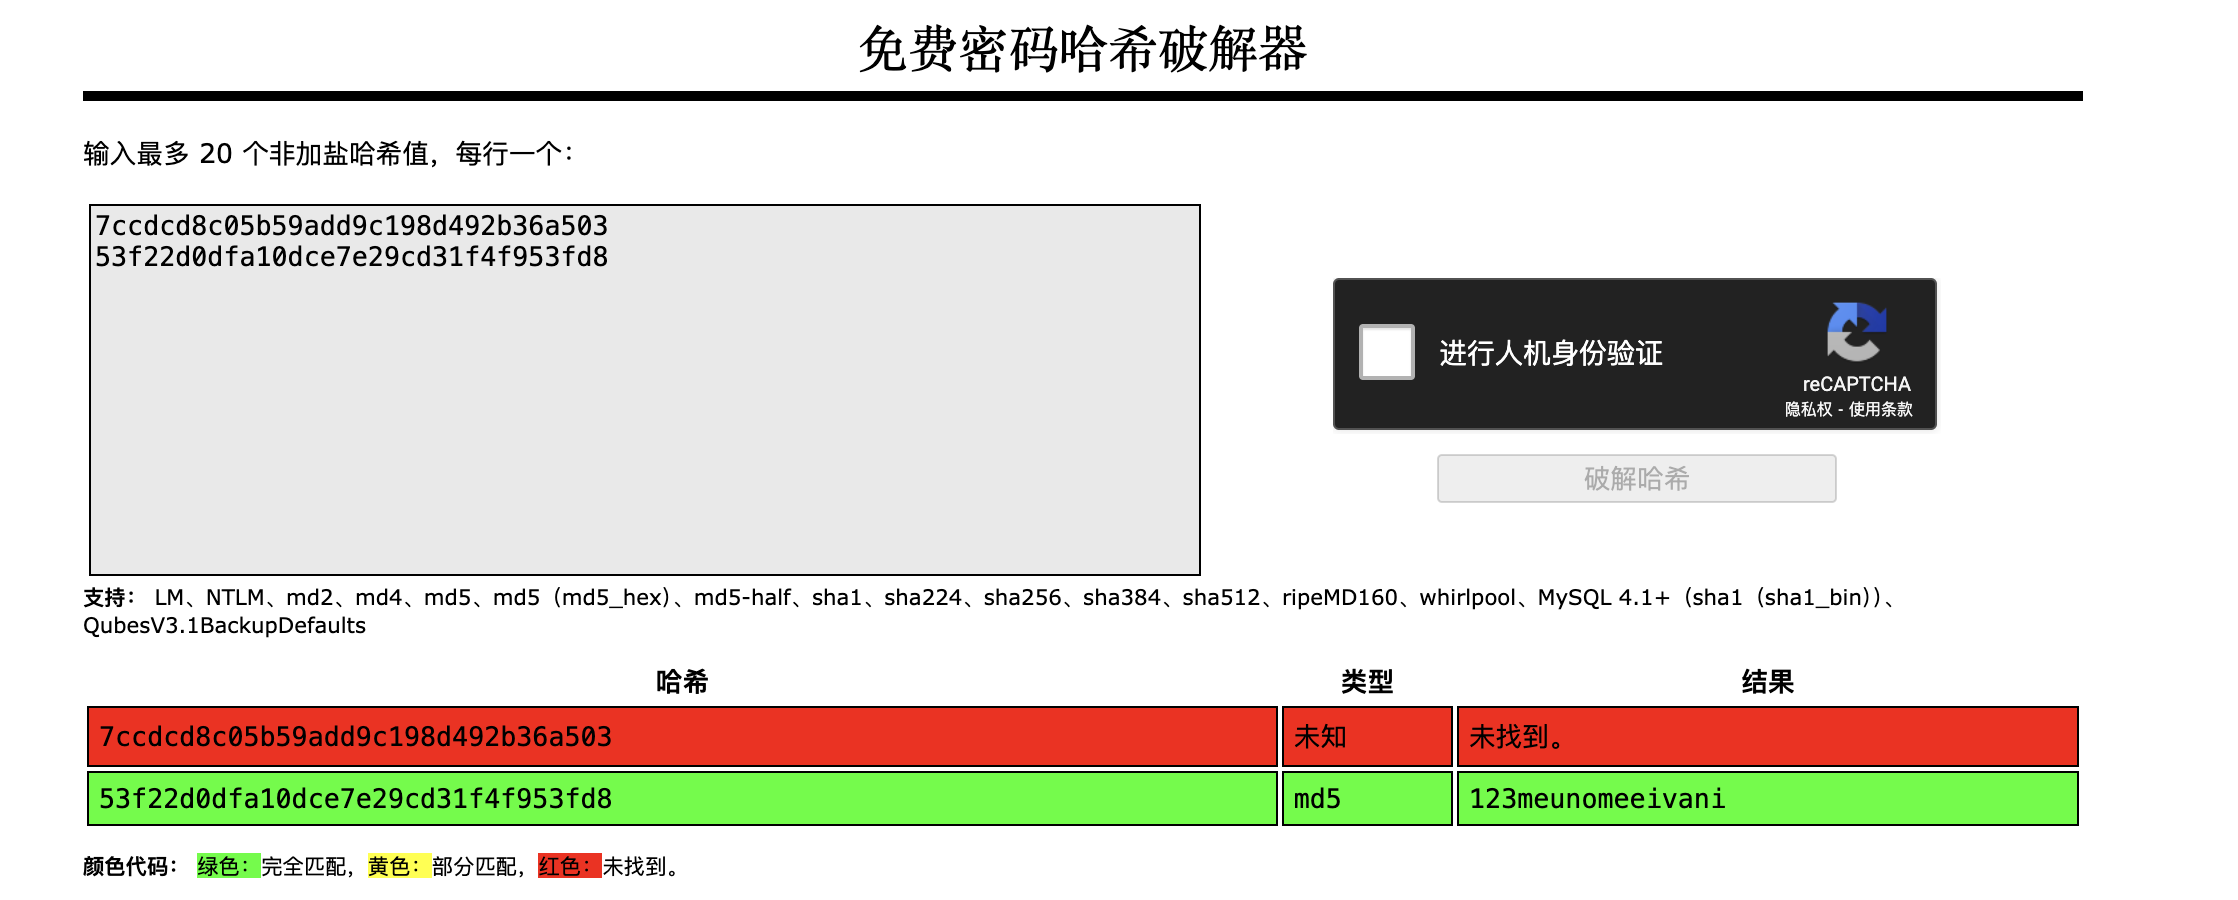 免费密码哈希破解器
输入最多 20 个非加盐哈希值，每行一个：
7ccdcd8c05b59add9c198d492b36a503
53f22d0dfa10dce7e29cd31f4f953fd8
进行人机身份验证
reCAPTCHA
隐私权 - 使用条款
破解哈希
支持： LM、NTLM、md2、md4、md5、md5（md5_hex）、md5-half、sha1、sha224、sha256、sha384、sha512、ripeMD160、whirlpool、MySQL 4.1+（sha1（sha1_bin））、
QubesV3.1BackupDefaults
哈希 类型 结果
7ccdcd8c05b59add9c198d492b36a503 未知 未找到。
53f22d0dfa10dce7e29cd31f4f953fd8 md5 123meunomeeivani
颜色代码： 绿色：完全匹配，黄色：部分匹配，红色：未找到。